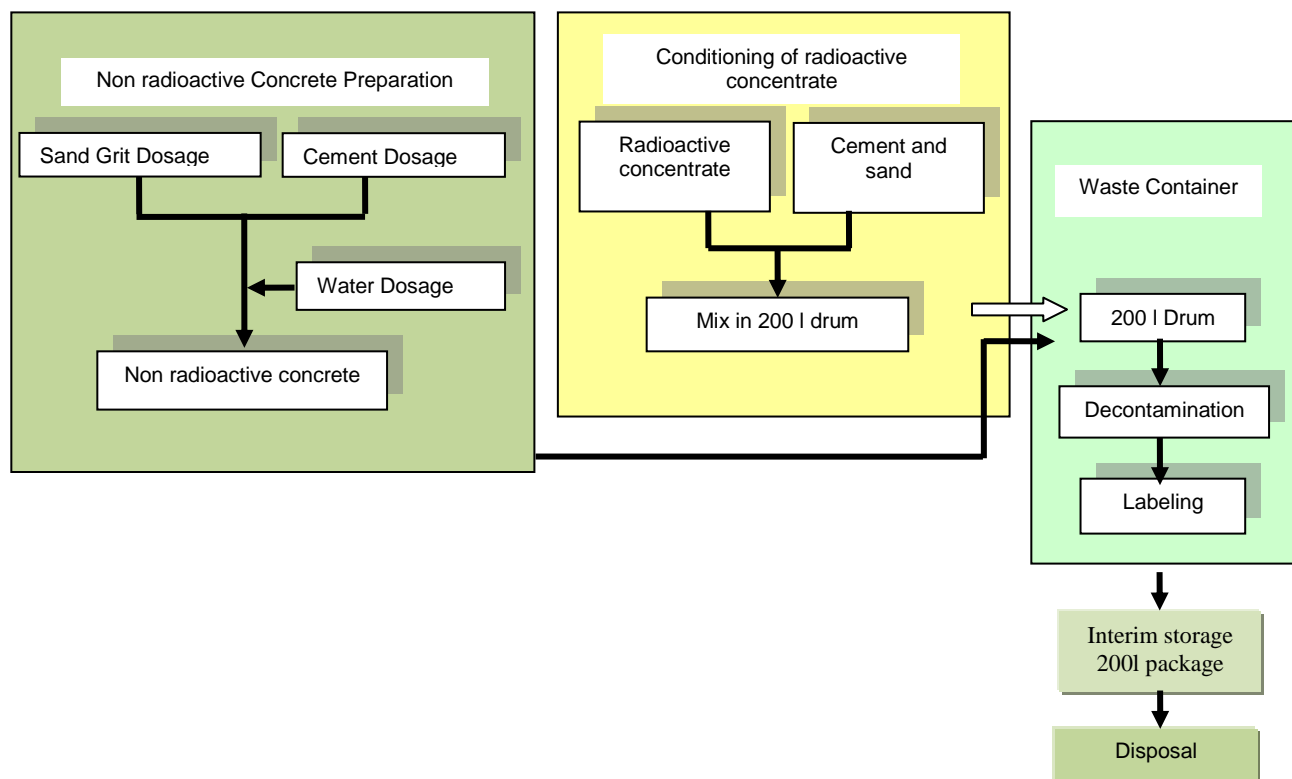 Non radioactive Concrete Preparation
Sand Grit Dosage
Cement Dosage
Water Dosage
Non radioactive concrete
Conditioning of radioactive
concentrate
Radioactive
concentrate
Cement and
sand
Mix in 200 l drum
Waste Container
200 l Drum
Decontamination
Labeling
Interim storage
200l package
Disposal